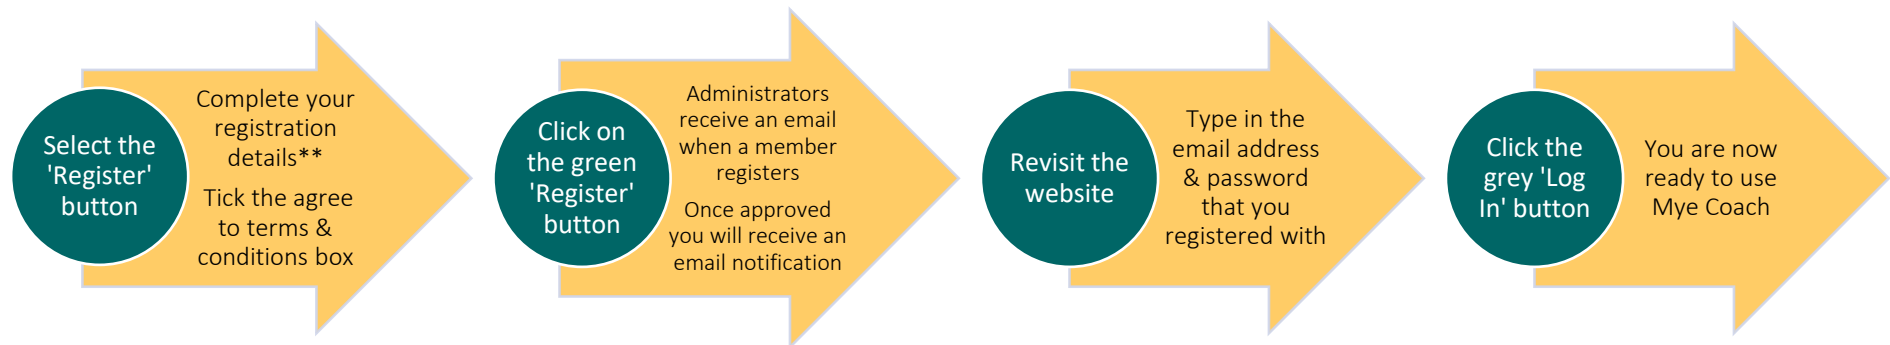 Select the
'Register'
button
Complete your
registration
details**
Tick the agree
to terms &
conditions box
Click on
the green
'Register'
button
Administrators
receive an email
when a member
registers
Once approved
you will receive an
email notification
Revisit the
website
Type in the
email address
& password
that you
registered with
Click the
grey 'Log
In' button
You are now
ready to use
Mye Coach